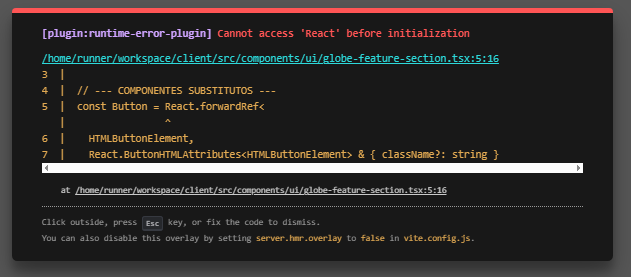 [plugin:runtime-error-plugin] Cannot access 'React' before initialization
/home/runner/workspace/client/src/components/ui/globe-feature-section.tsx:5:16
3  |
4  |  // --- COMPONENTES SUBSTITUTOS ---
5  |  const Button = React.forwardRef<
   |                 ^
6  |    HTMLButtonElement,
7  |    React.ButtonHTMLAttributes<HTMLButtonElement> & { className?: string }
at /home/runner/workspace/client/src/components/ui/globe-feature-section.tsx:5:16
Click outside, press Esc key, or fix the code to dismiss.
You can also disable this overlay by setting server.hmr.overlay to false in vite.config.js.